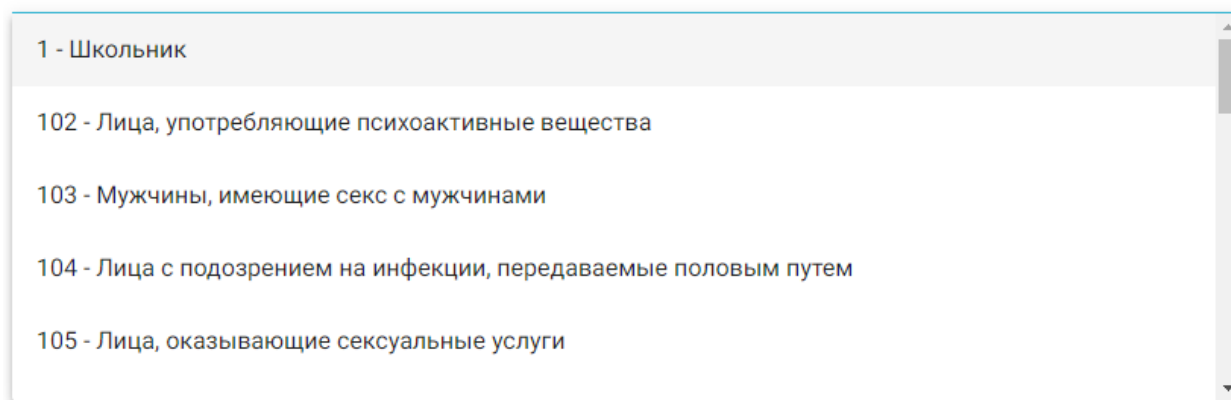 1 - Школьник
102 - Лица, употребляющие психоактивные вещества
103 - Мужчины, имеющие секс с мужчинами
104 - Лица с подозрением на инфекции, передаваемые половым путем
105 - Лица, оказывающие сексуальные услуги